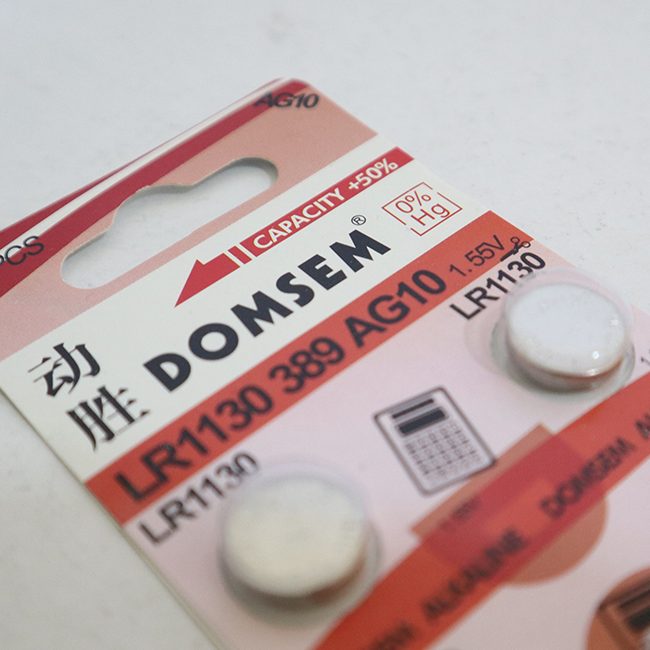 AG10
PCS
CAPACITY +50%
0%
Hg
动胜
DOMSEM®
LR1130 389 AG10 1.55V
LR1130
LR1130
ALKALINE DOMSEM